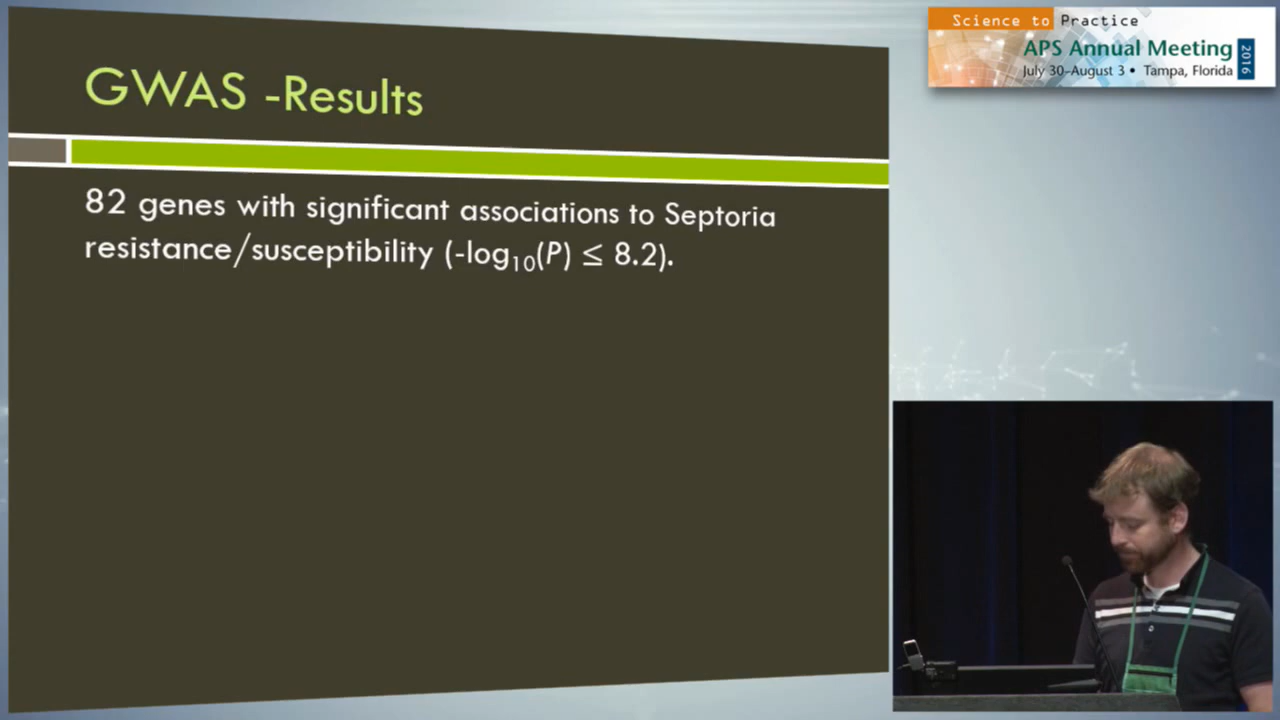 GWAS -Results
82 genes with significant associations to Septoria
resistance/susceptibility (-log₁₀(P) ≤ 8.2).
Science to Practice
APS Annual Meeting
2016
July 30–August 3 • Tampa, Florida